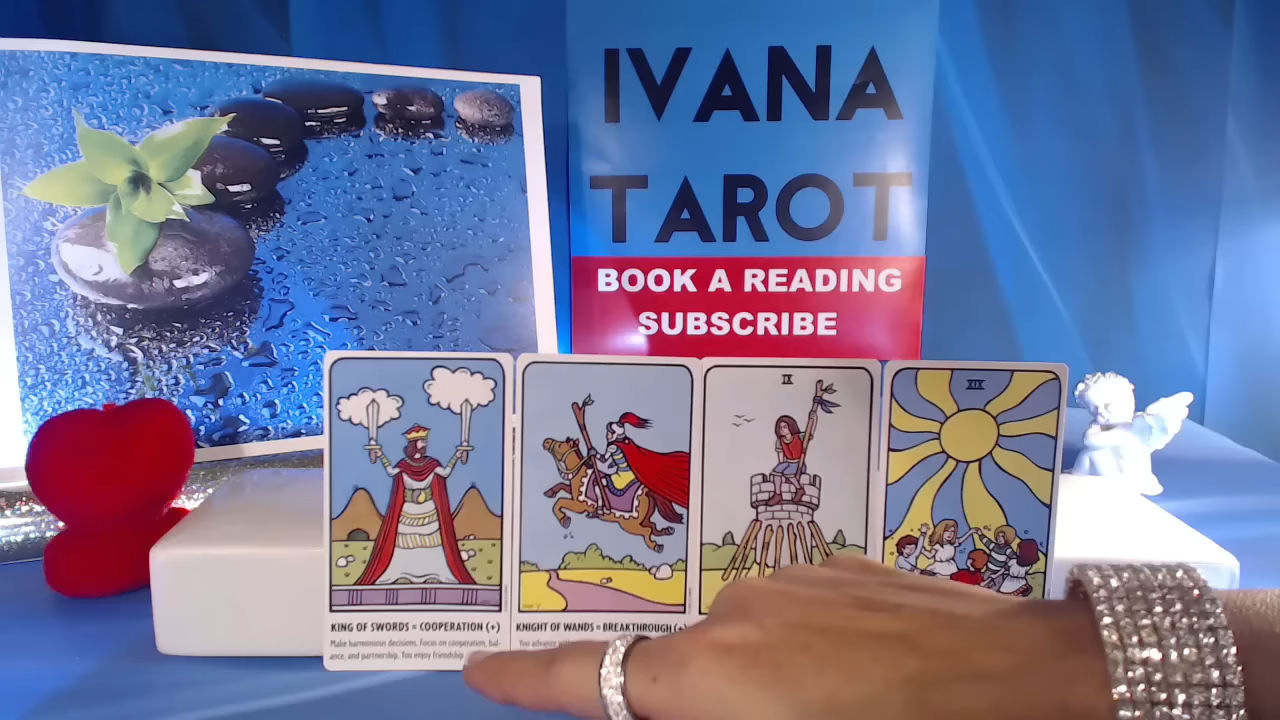 IVANA
TAROT
BOOK A READING
SUBSCRIBE
IX
XIX
KING OF SWORDS = COOPERATION (+)
Make harmonious decisions. Focus on cooperation, bal-
ance, and partnership. You enjoy friendship
KNIGHT OF WANDS = BREAKTHROUGH (+)
You advance